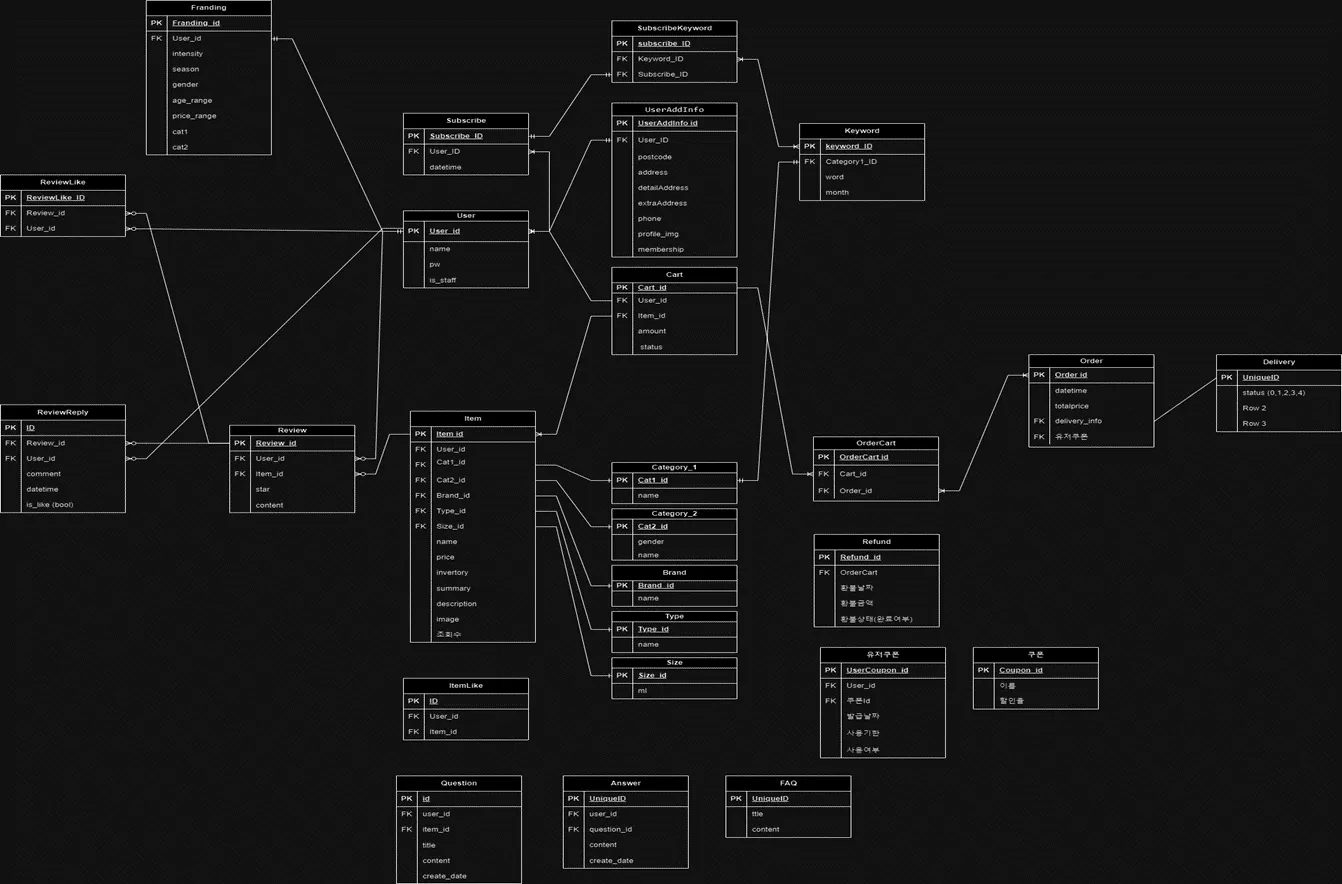 Franding
PK Franding_id
FK User_id
intensity
season
gender
age_range
price_range
cat1
cat2
SubscribeKeyword
PK subscribe_ID
FK Keyword_ID
FK Subscribe_ID
Subscribe
PK Subscribe_ID
FK User_ID
datetime
UserAddInfo
PK UserAddInfo id
FK User_ID
postcode
address
detailAddress
extraAddress
phone
profile_img
membership
Keyword
PK keyword_ID
FK Category1_ID
word
month
ReviewLike
PK ReviewLike_ID
FK Review_id
FK User_id
User
PK User_id
name
pw
is_staff
Cart
PK Cart_id
FK User_id
FK Item_id
amount
status
Order
PK Order id
datetime
totalprice
FK delivery_info
FK 유저쿠폰
Delivery
PK UniqueID
status (0,1,2,3,4)
Row 2
Row 3
ReviewReply
PK ID
FK Review_id
FK User_id
comment
datetime
is_like (bool)
Review
PK Review_id
FK User_id
FK Item_id
star
content
Item
PK Item id
FK User_id
FK Cat1_id
FK Cat2_id
FK Brand_id
FK Type_id
FK Size_id
name
price
invertory
summary
description
image
조회수
Category_1
PK Cat1_id
name
Category_2
PK Cat2_id
gender
name
Brand
PK Brand_id
name
Type
PK Type_id
name
Size
PK Size_id
ml
OrderCart
PK OrderCart id
FK Cart_id
FK Order_id
Refund
PK Refund_id
FK OrderCart
환불날짜
환불금액
환불상태(완료여부)
유저쿠폰
PK UserCoupon_id
FK User_id
FK 쿠폰id
발급날짜
사용기한
사용여부
쿠폰
PK Coupon_id
이름
할인율
ItemLike
PK ID
FK User_id
FK Item_id
Question
PK id
FK user_id
FK item_id
title
content
create_date
Answer
PK UniqueID
FK user_id
FK question_id
content
create_date
FAQ
PK UniqueID
ttle
content